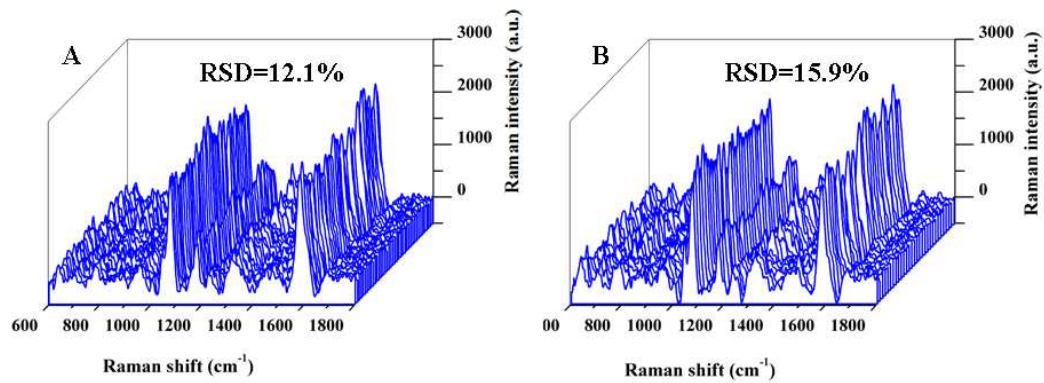 A
RSD=12.1%
3000
2000
1000
0
Raman intensity (a.u.)
600 800 1000 1200 1400 1600 1800
Raman shift (cm-1)
B
RSD=15.9%
3000
2000
1000
0
Raman intensity (a.u.)
00 800 1000 1200 1400 1600 1800
Raman shift (cm-1)